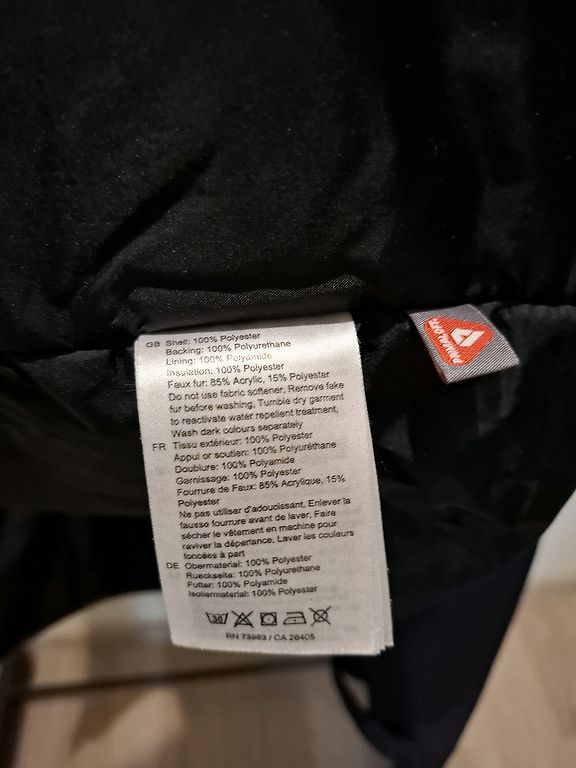 GB Shell: 100% Polyester
Backing: 100% Polyurethane
Lining: 100% Polyamide
Insulation: 100% Polyester
Faux fur: 85% Acrylic, 15% Polyester
Do not use fabric softener, Remove fake
fur before washing, Tumble dry garment
to reactivate water repellent treatment,
Wash dark colours separately
FR Tissu extérieur: 100% Polyester
Appui or soutien: 100% Polyuréthane
Doublure: 100% Polyamide
Garnissage: 100% Polyester
Fourrure de Faux: 85% Acrylique, 15%
Polyester
Ne pas utiliser d'adoucissant, Enlever la
fausse fourrure avant de laver, Faire
sécher le vêtement en machine pour
raviver la déperlance, Laver les couleurs
foncées à part
DE Obermaterial: 100% Polyester
Rueckseite: 100% Polyurethane
Futter: 100% Polyamide
Isoliermaterial: 100% Polyester
30
RN 73983 / CA 26405
PRIMALOFT